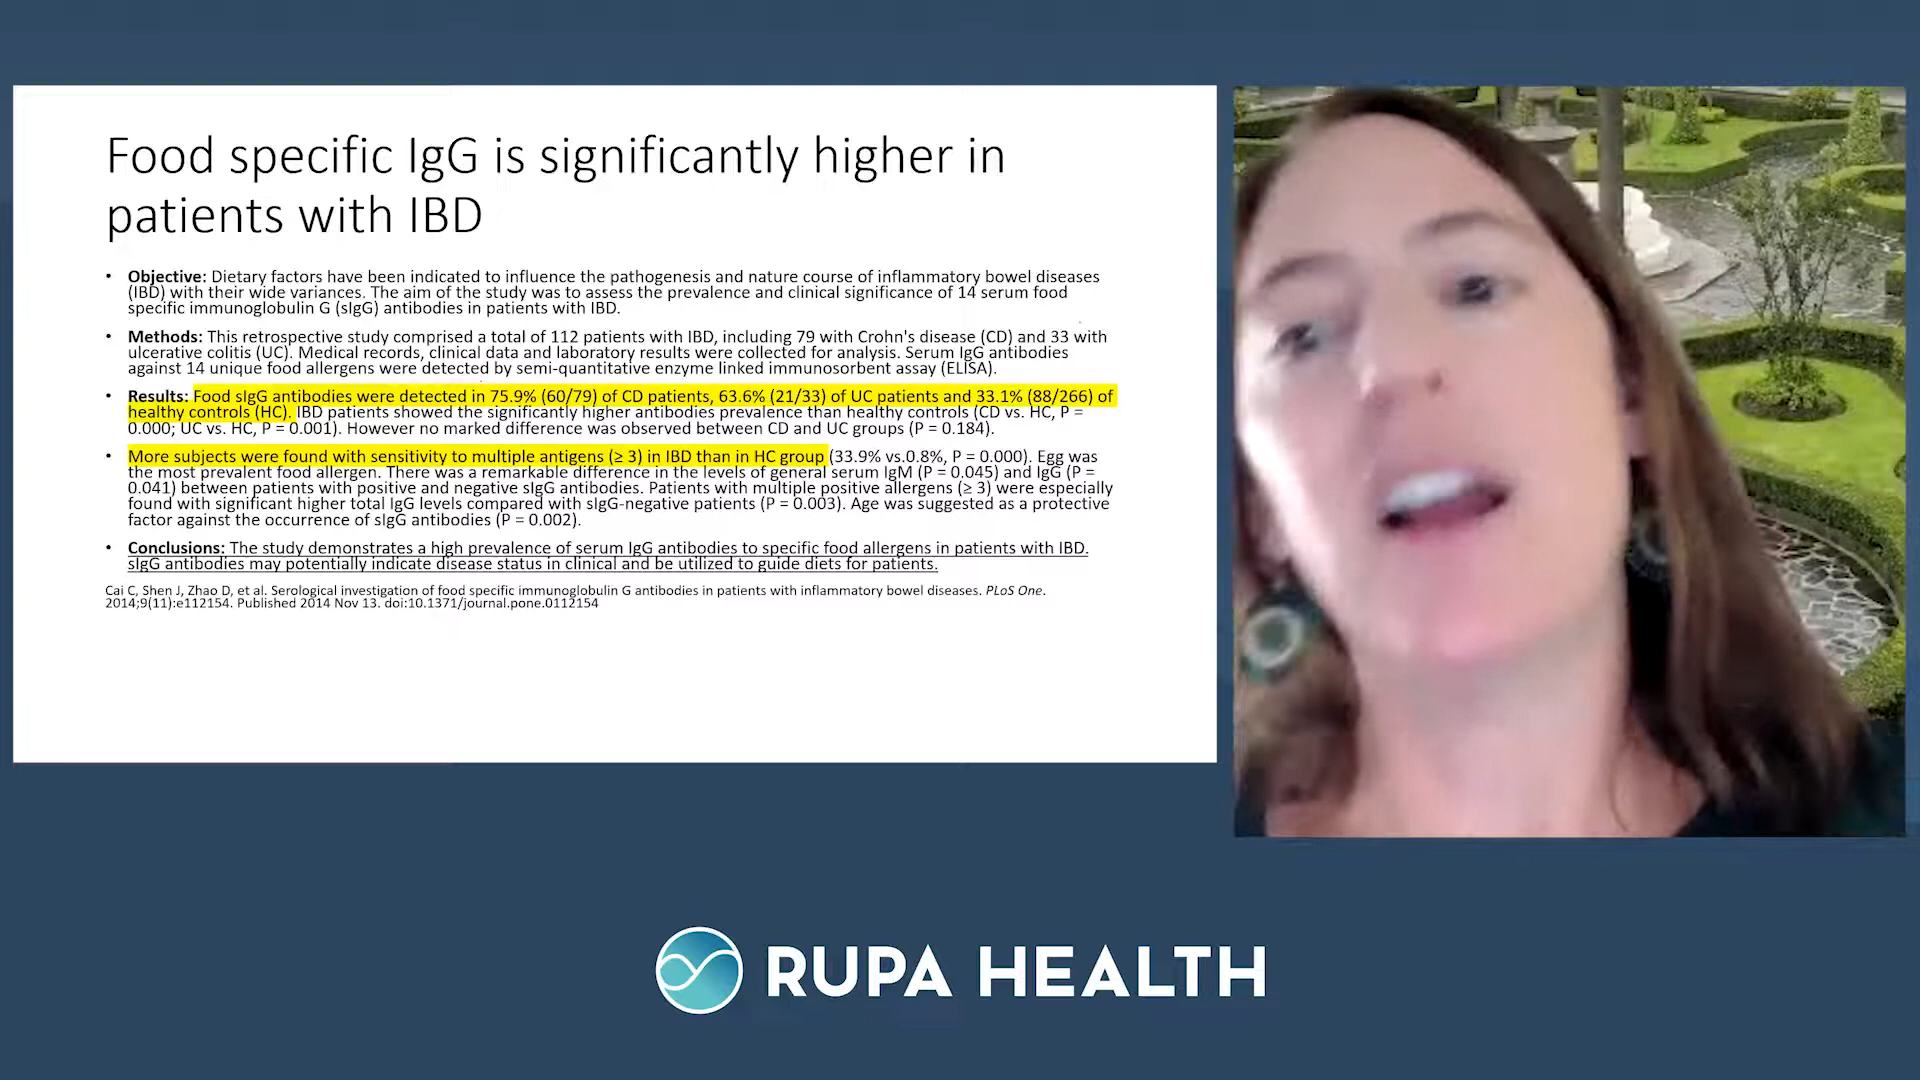 Food specific IgG is significantly higher in
patients with IBD
• Objective: Dietary factors have been indicated to influence the pathogenesis and nature course of inflammatory bowel diseases
(IBD) with their wide variances. The aim of the study was to assess the prevalence and clinical significance of 14 serum food
specific immunoglobulin G (sIgG) antibodies in patients with IBD.
• Methods: This retrospective study comprised a total of 112 patients with IBD, including 79 with Crohn's disease (CD) and 33 with
ulcerative colitis (UC). Medical records, clinical data and laboratory results were collected for analysis. Serum IgG antibodies
against 14 unique food allergens were detected by semi-quantitative enzyme linked immunosorbent assay (ELISA).
• Results: Food sIgG antibodies were detected in 75.9% (60/79) of CD patients, 63.6% (21/33) of UC patients and 33.1% (88/266) of
healthy controls (HC). IBD patients showed the significantly higher antibodies prevalence than healthy controls (CD vs. HC, P =
0.000; UC vs. HC, P = 0.001). However no marked difference was observed between CD and UC groups (P = 0.184).
• More subjects were found with sensitivity to multiple antigens (≥ 3) in IBD than in HC group (33.9% vs.0.8%, P = 0.000). Egg was
the most prevalent food allergen. There was a remarkable difference in the levels of general serum IgM (P = 0.045) and IgG (P =
0.041) between patients with positive and negative sIgG antibodies. Patients with multiple positive allergens (≥ 3) were especially
found with significant higher total IgG levels compared with sIgG-negative patients (P = 0.003). Age was suggested as a protective
factor against the occurrence of sIgG antibodies (P = 0.002).
• Conclusions: The study demonstrates a high prevalence of serum IgG antibodies to specific food allergens in patients with IBD.
sIgG antibodies may potentially indicate disease status in clinical and be utilized to guide diets for patients.
Cai C, Shen J, Zhao D, et al. Serological investigation of food specific immunoglobulin G antibodies in patients with inflammatory bowel diseases. PLoS One.
2014;9(11):e112154. Published 2014 Nov 13. doi:10.1371/journal.pone.0112154
RUPA HEALTH